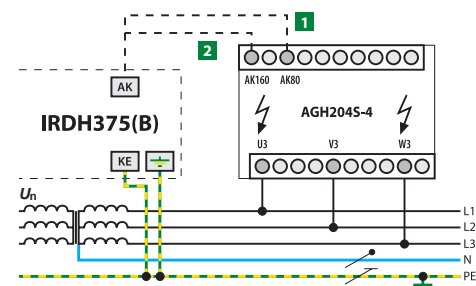 1
2
AK
AK160 AK80
IRDH375(B)
AGH204S-4
U3 V3 W3
KE
Un
L1
L2
L3
N
PE